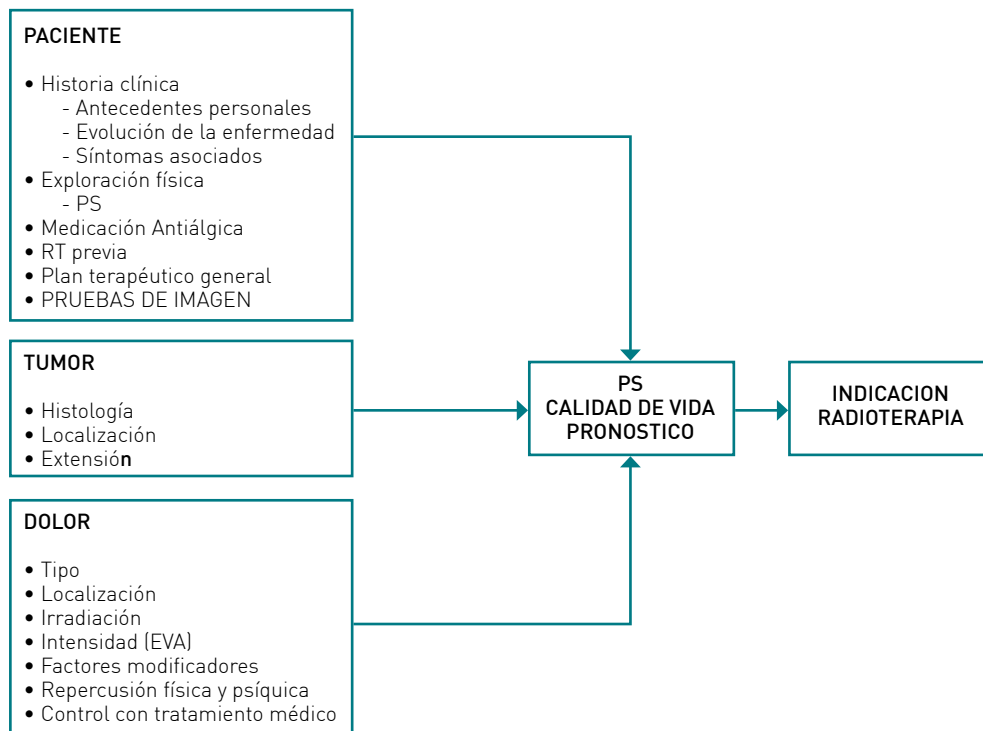 PACIENTE
• Historia clínica
- Antecedentes personales
- Evolución de la enfermedad
- Síntomas asociados
• Exploración física
- PS
• Medicación Antiálgica
• RT previa
• Plan terapéutico general
• PRUEBAS DE IMAGEN
TUMOR
• Histología
• Localización
• Extensión
DOLOR
• Tipo
• Localización
• Irradiación
• Intensidad (EVA)
• Factores modificadores
• Repercusión física y psíquica
• Control con tratamiento médico
PS
CALIDAD DE VIDA
PRONOSTICO
INDICACION
RADIOTERAPIA